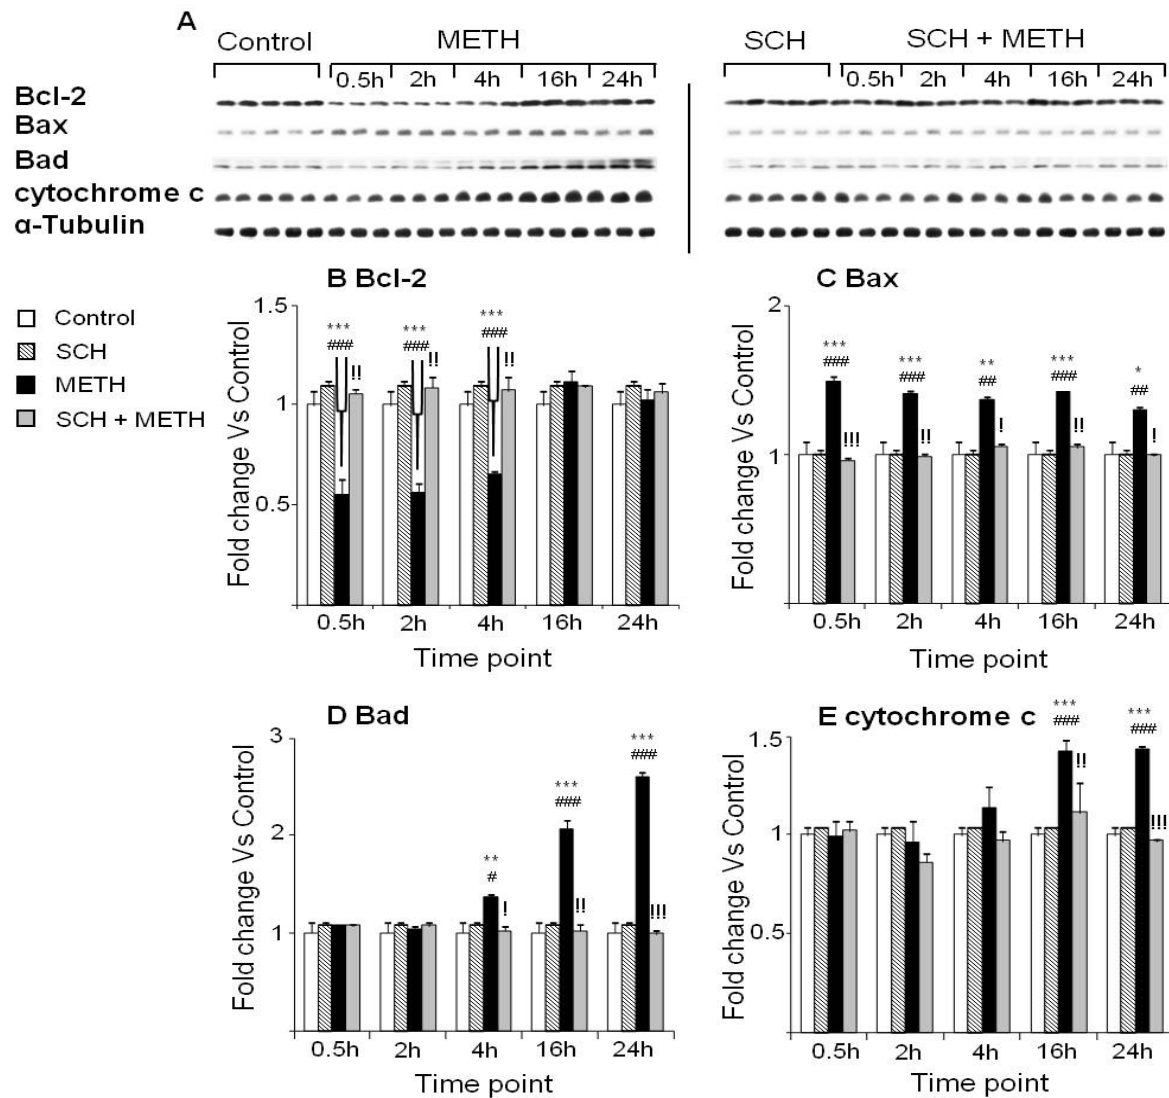 A
Control METH SCH SCH + METH
0.5h 2h 4h 16h 24h 0.5h 2h 4h 16h 24h
Bcl-2
Bax
Bad
cytochrome c
α-Tubulin
Control
SCH
METH
SCH + METH
B Bcl-2
Fold change Vs Control
1.5
1
0.5
*** ### !!
*** ### !!
*** ### !!
0.5h 2h 4h 16h 24h
Time point
C Bax
Fold change Vs Control
2
1
*** ### !!!
*** ### !!
** ## !
*** ### !!
* ## !
0.5h 2h 4h 16h 24h
Time point
D Bad
Fold change Vs Control
3
2
1
** # !
*** ### !!
*** ### !!!
0.5h 2h 4h 16h 24h
Time point
E cytochrome c
Fold change Vs Control
1.5
1
0.5
*** ### !!
*** ### !!!
0.5h 2h 4h 16h 24h
Time point